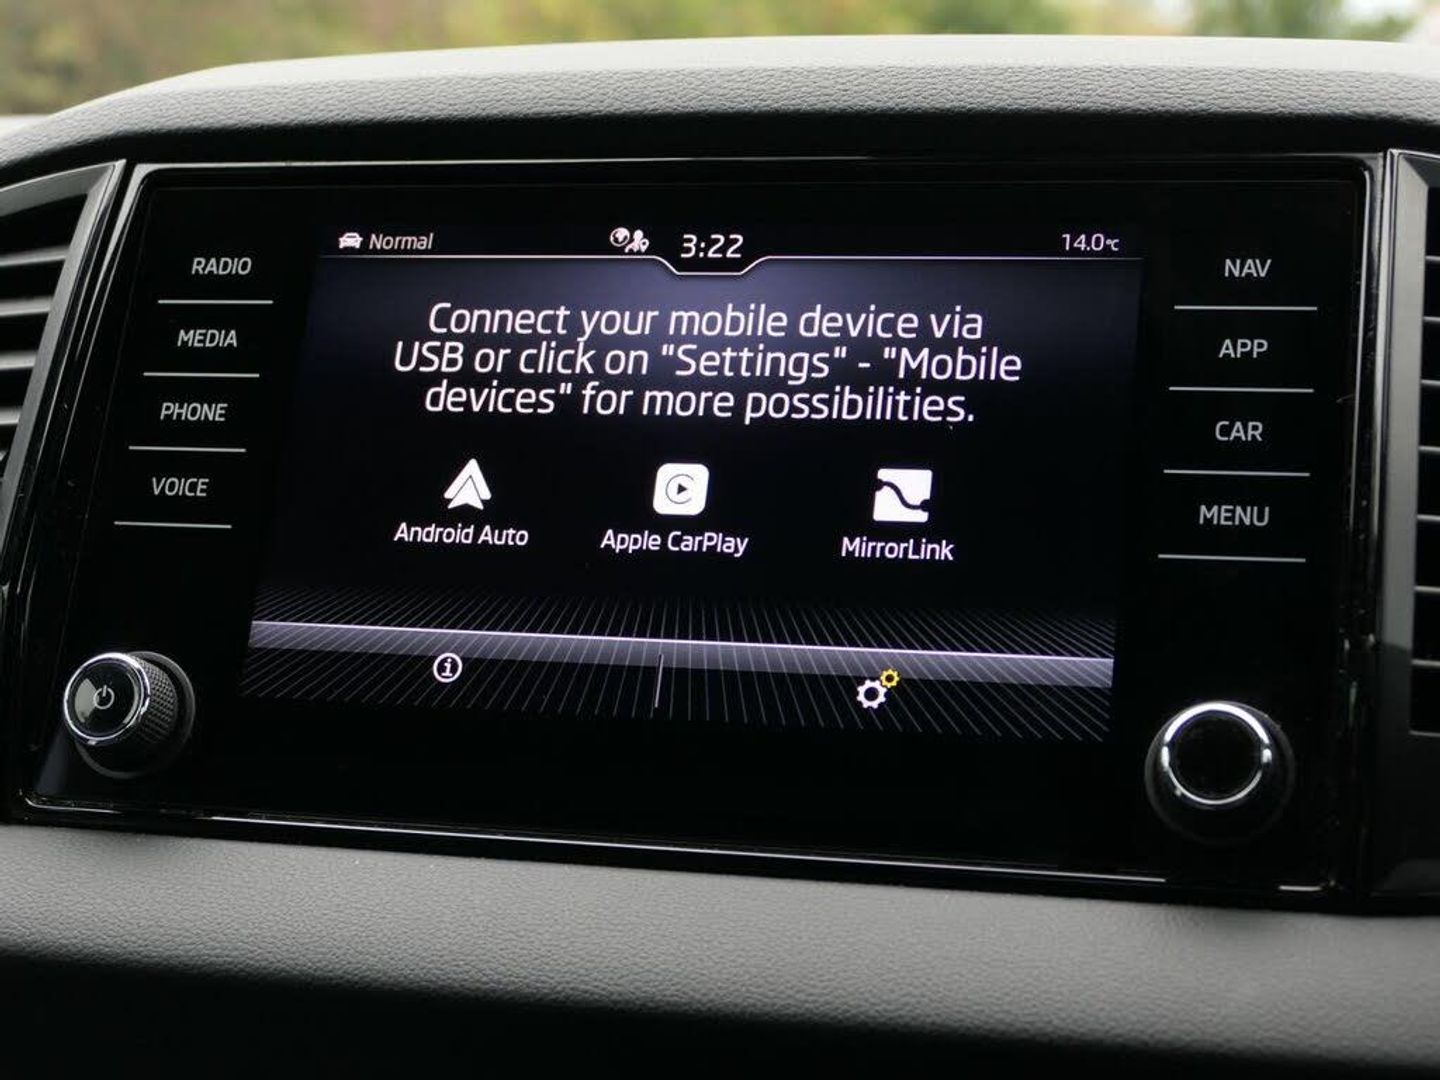 Normal
3:22
14.0°C
RADIO
MEDIA
PHONE
VOICE
Connect your mobile device via
USB or click on "Settings" - "Mobile
devices" for more possibilities.
Android Auto
Apple CarPlay
MirrorLink
NAV
APP
CAR
MENU